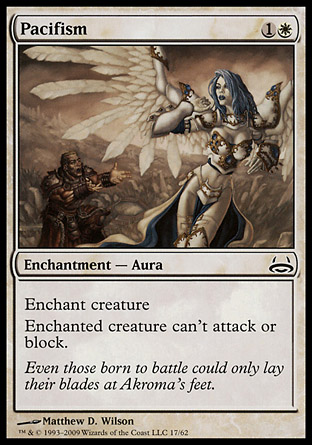 Pacifism 1
Enchantment — Aura
Enchant creature
Enchanted creature can't attack or
block.
Even those born to battle could only lay
their blades at Akroma's feet.
Matthew D. Wilson
™ & © 1993–2009 Wizards of the Coast LLC 17/62